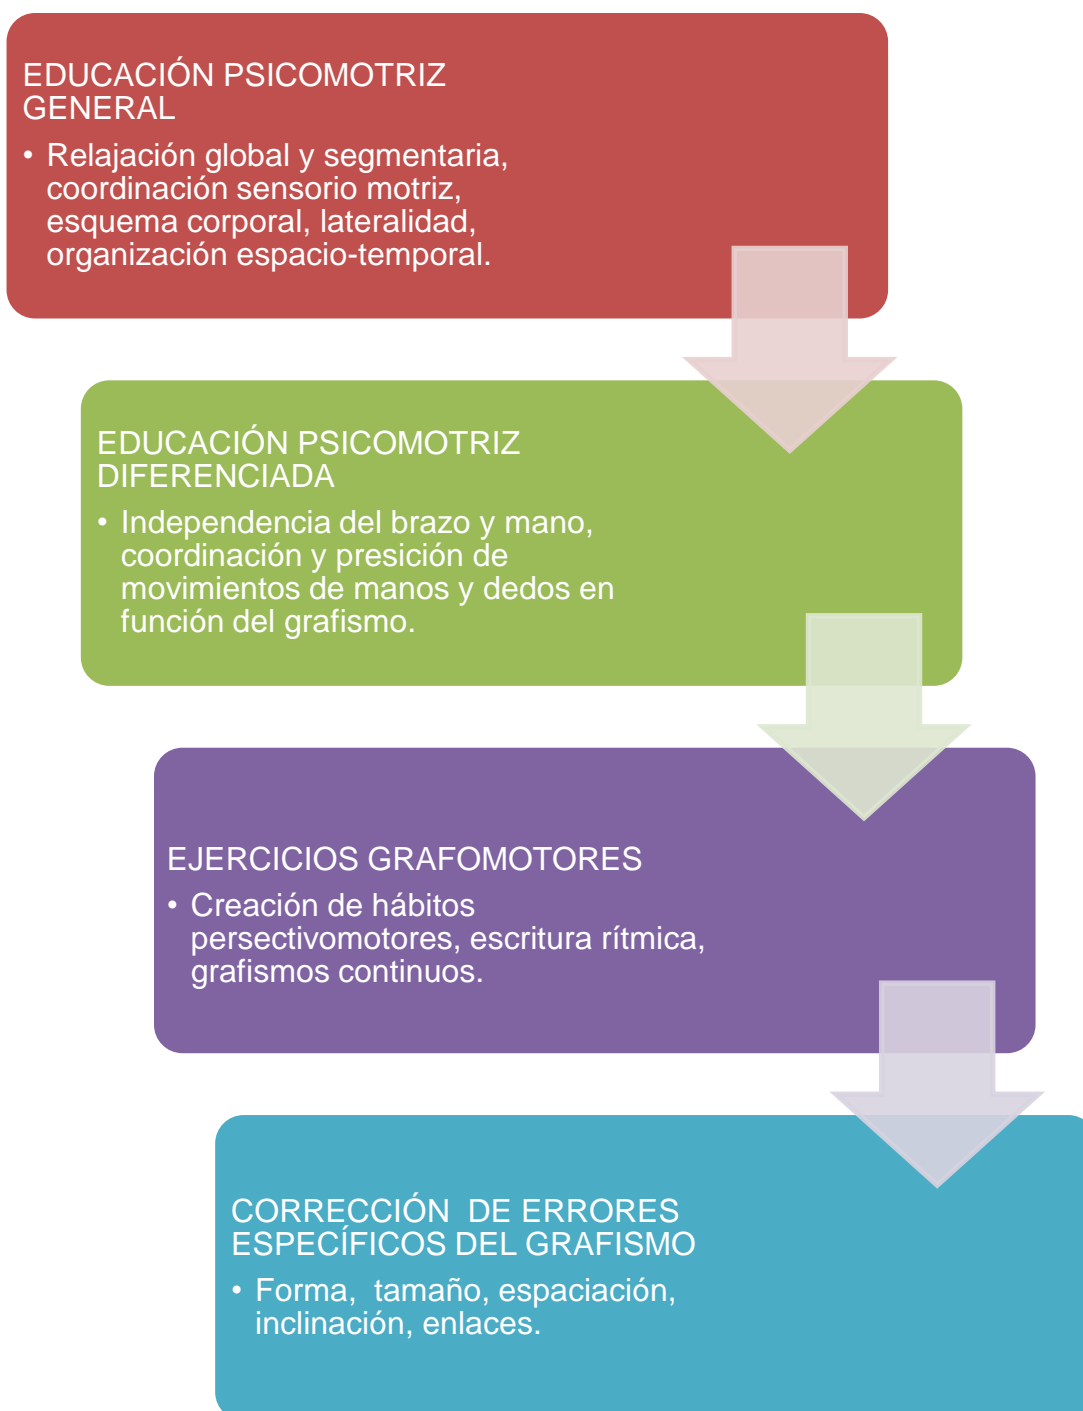 EDUCACIÓN PSICOMOTRIZ
GENERAL
• Relajación global y segmentaria,
coordinación sensorio motriz,
esquema corporal, lateralidad,
organización espacio-temporal.
EDUCACIÓN PSICOMOTRIZ
DIFERENCIADA
• Independencia del brazo y mano,
coordinación y presición de
movimientos de manos y dedos en
función del grafismo.
EJERCICIOS GRAFOMOTORES
• Creación de hábitos
persectivomotores, escritura rítmica,
grafismos continuos.
CORRECCIÓN  DE ERRORES
ESPECÍFICOS DEL GRAFISMO
• Forma,  tamaño, espaciación,
inclinación, enlaces.